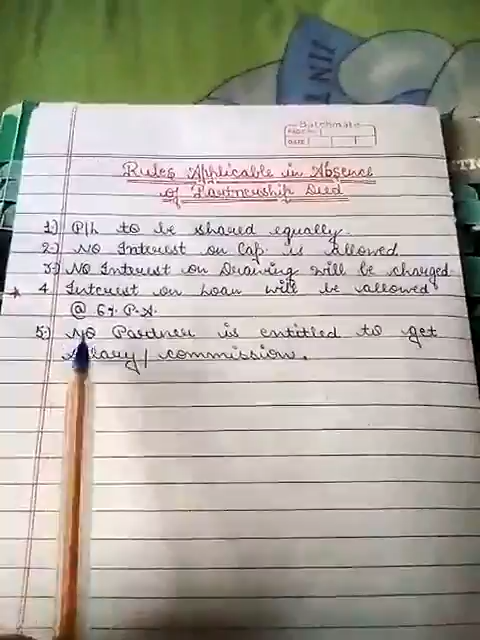 Batchmate
PAGE NO.
DATE
Rules Applicable in Absence
of Partnership Deed
1) P/h to be shared equally.
2) NO Interest on Cap. is allowed.
3) NO Interest on Drawing will be charged
4 Interest on Loan will be allowed
@ 6% P.A.
5) NO Partner is entitled to get
salary/commission.